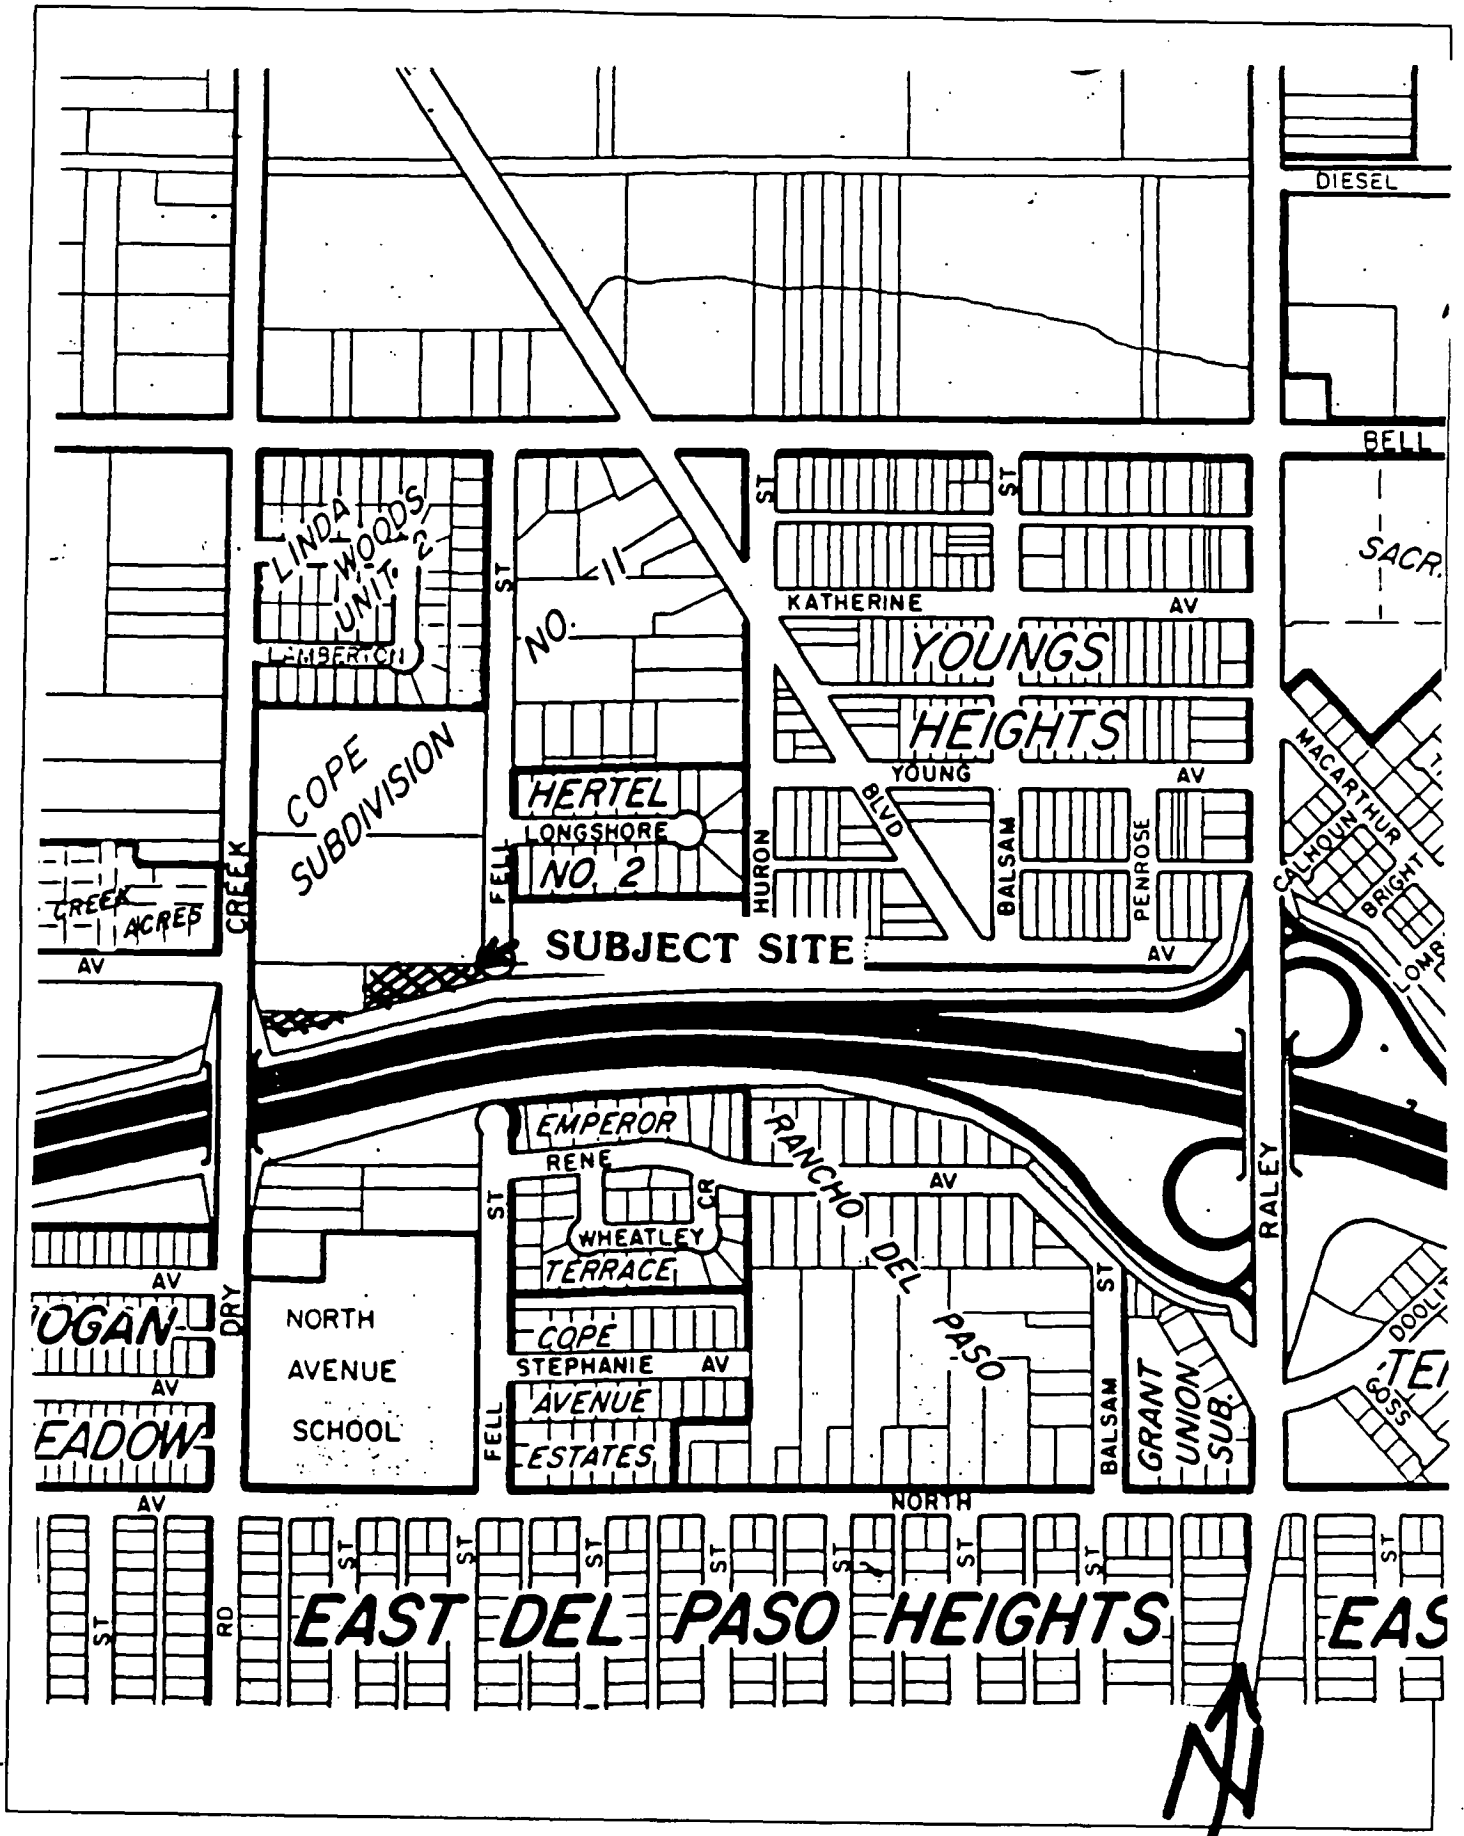 DIESEL
BELL
LINDA
WOODS
UNIT 2
ST
ST
ST
NO. 11
SACR.
KATHERINE AV
LAMBERTON
YOUNGS
HEIGHTS
COPE
SUBDIVISION
HERTEL
LONGSHORE
NO. 2
YOUNG AV
BLVD
MACARTHUR
CALHOUN
BRIGHT
CREEK
FELL
HURON
BALSAM
PENROSE
CREEK
ACRES
AV
SUBJECT SITE
AV
EMPEROR
RENE
AV
ST
CR
WHEATLEY
TERRACE
RANCHO
DEL
PASO
RALEY
AV
OGAN
AV
EADOW
AV
DRY
NORTH
AVENUE
SCHOOL
COPE
STEPHANIE AV
AVENUE
ESTATES
FELL
ST
BALSAM
GRANT
UNION
SUB.
GOSS
NORTH
ST
RD
ST
ST
ST
ST
ST
ST
ST
ST
EAST DEL PASO HEIGHTS
EAS
N